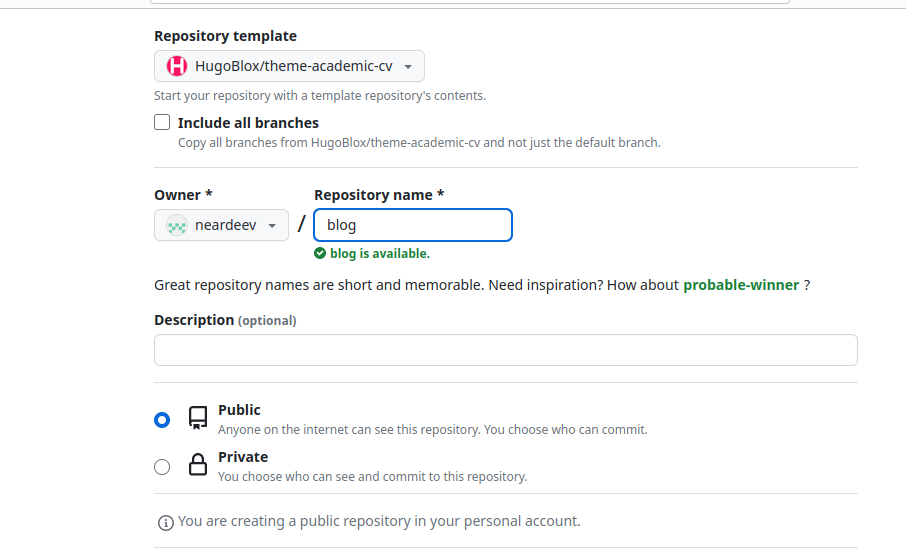 Repository template
HugoBlox/theme-academic-cv
Start your repository with a template repository's contents.
Include all branches
Copy all branches from HugoBlox/theme-academic-cv and not just the default branch.
Owner * Repository name *
neardeev / blog
blog is available.
Great repository names are short and memorable. Need inspiration? How about probable-winner ?
Description (optional)
Public
Anyone on the internet can see this repository. You choose who can commit.
Private
You choose who can see and commit to this repository.
You are creating a public repository in your personal account.